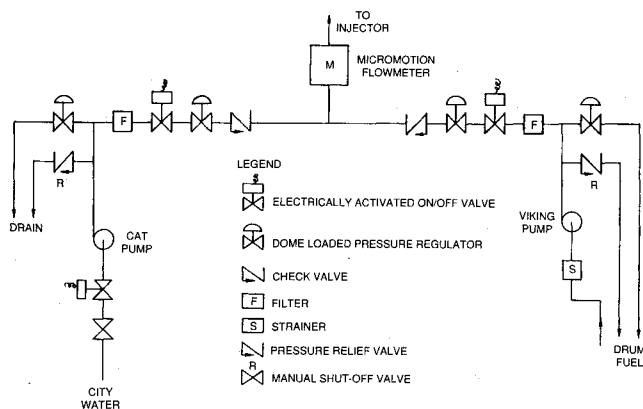 TO
INJECTOR
M
MICROMOTION
FLOWMETER
F
F
R
R
DRAIN
CAT
PUMP
VIKING
PUMP
S
CITY
WATER
DRUM
FUEL
LEGEND
ELECTRICALLY ACTIVATED ON/OFF VALVE
DOME LOADED PRESSURE REGULATOR
CHECK VALVE
F FILTER
S STRAINER
PRESSURE RELIEF VALVE
R
MANUAL SHUT-OFF VALVE